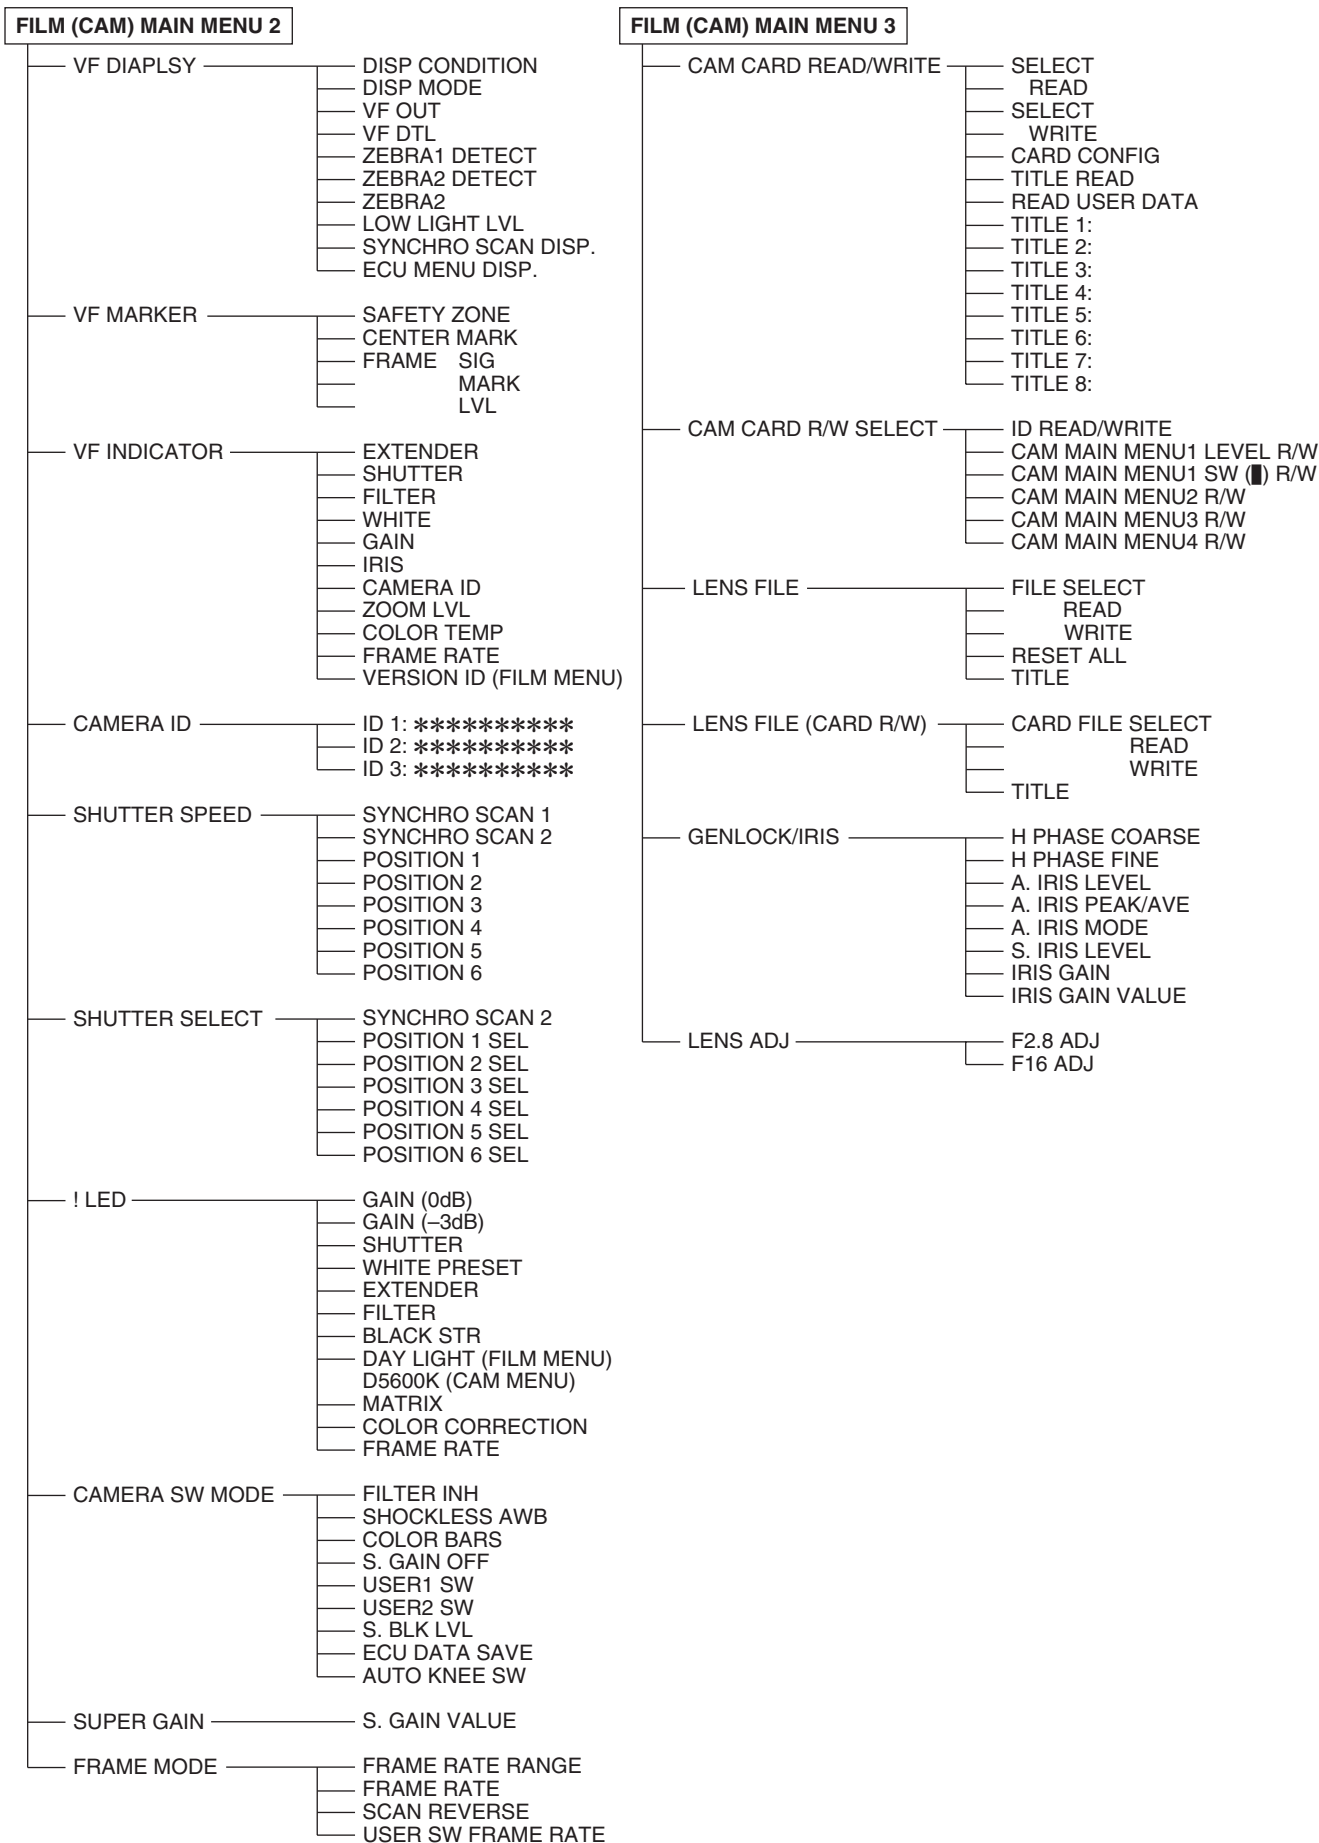 FILM (CAM) MAIN MENU 2
VF DIAPLSY
DISP CONDITION
DISP MODE
VF OUT
VF DTL
ZEBRA1 DETECT
ZEBRA2 DETECT
ZEBRA2
LOW LIGHT LVL
SYNCHRO SCAN DISP.
ECU MENU DISP.
VF MARKER
SAFETY ZONE
CENTER MARK
FRAME SIG
MARK
LVL
VF INDICATOR
EXTENDER
SHUTTER
FILTER
WHITE
GAIN
IRIS
CAMERA ID
ZOOM LVL
COLOR TEMP
FRAME RATE
VERSION ID (FILM MENU)
CAMERA ID
ID 1: **********
ID 2: **********
ID 3: **********
SHUTTER SPEED
SYNCHRO SCAN 1
SYNCHRO SCAN 2
POSITION 1
POSITION 2
POSITION 3
POSITION 4
POSITION 5
POSITION 6
SHUTTER SELECT
SYNCHRO SCAN 2
POSITION 1 SEL
POSITION 2 SEL
POSITION 3 SEL
POSITION 4 SEL
POSITION 5 SEL
POSITION 6 SEL
! LED
GAIN (0dB)
GAIN (–3dB)
SHUTTER
WHITE PRESET
EXTENDER
FILTER
BLACK STR
DAY LIGHT (FILM MENU)
D5600K (CAM MENU)
MATRIX
COLOR CORRECTION
FRAME RATE
CAMERA SW MODE
FILTER INH
SHOCKLESS AWB
COLOR BARS
S. GAIN OFF
USER1 SW
USER2 SW
S. BLK LVL
ECU DATA SAVE
AUTO KNEE SW
SUPER GAIN
S. GAIN VALUE
FRAME MODE
FRAME RATE RANGE
FRAME RATE
SCAN REVERSE
USER SW FRAME RATE
FILM (CAM) MAIN MENU 3
CAM CARD READ/WRITE
SELECT
READ
SELECT
WRITE
CARD CONFIG
TITLE READ
READ USER DATA
TITLE 1:
TITLE 2:
TITLE 3:
TITLE 4:
TITLE 5:
TITLE 6:
TITLE 7:
TITLE 8:
CAM CARD R/W SELECT
ID READ/WRITE
CAM MAIN MENU1 LEVEL R/W
CAM MAIN MENU1 SW (▮) R/W
CAM MAIN MENU2 R/W
CAM MAIN MENU3 R/W
CAM MAIN MENU4 R/W
LENS FILE
FILE SELECT
READ
WRITE
RESET ALL
TITLE
LENS FILE (CARD R/W)
CARD FILE SELECT
READ
WRITE
TITLE
GENLOCK/IRIS
H PHASE COARSE
H PHASE FINE
A. IRIS LEVEL
A. IRIS PEAK/AVE
A. IRIS MODE
S. IRIS LEVEL
IRIS GAIN
IRIS GAIN VALUE
LENS ADJ
F2.8 ADJ
F16 ADJ